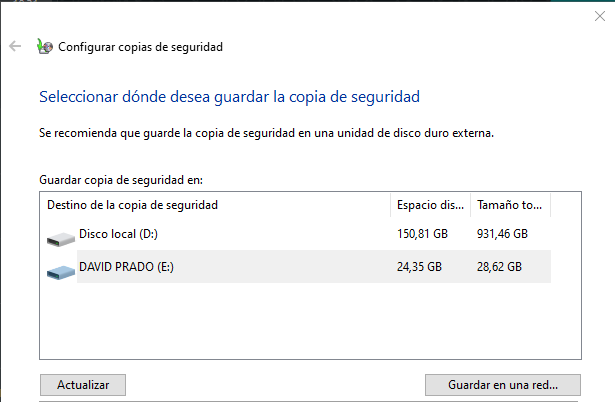 Configurar copias de seguridad
Seleccionar dónde desea guardar la copia de seguridad
Se recomienda que guarde la copia de seguridad en una unidad de disco duro externa.
Guardar copia de seguridad en:
Destino de la copia de seguridad Espacio dis... Tamaño to...
Disco local (D:) 150,81 GB 931,46 GB
DAVID PRADO (E:) 24,35 GB 28,62 GB
Actualizar Guardar en una red...